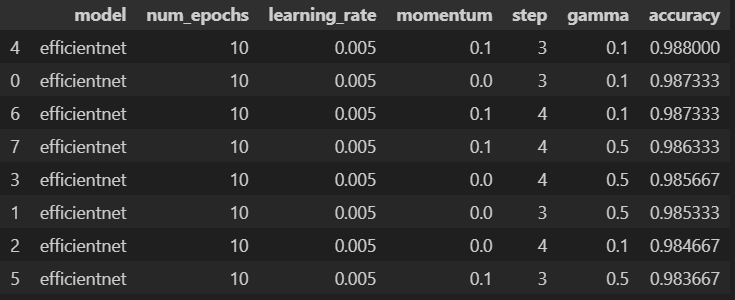 model num_epochs learning_rate momentum step gamma accuracy
4 efficientnet 10 0.005 0.1 3 0.1 0.988000
0 efficientnet 10 0.005 0.0 3 0.1 0.987333
6 efficientnet 10 0.005 0.1 4 0.1 0.987333
7 efficientnet 10 0.005 0.1 4 0.5 0.986333
3 efficientnet 10 0.005 0.0 4 0.5 0.985667
1 efficientnet 10 0.005 0.0 3 0.5 0.985333
2 efficientnet 10 0.005 0.0 4 0.1 0.984667
5 efficientnet 10 0.005 0.1 3 0.5 0.983667